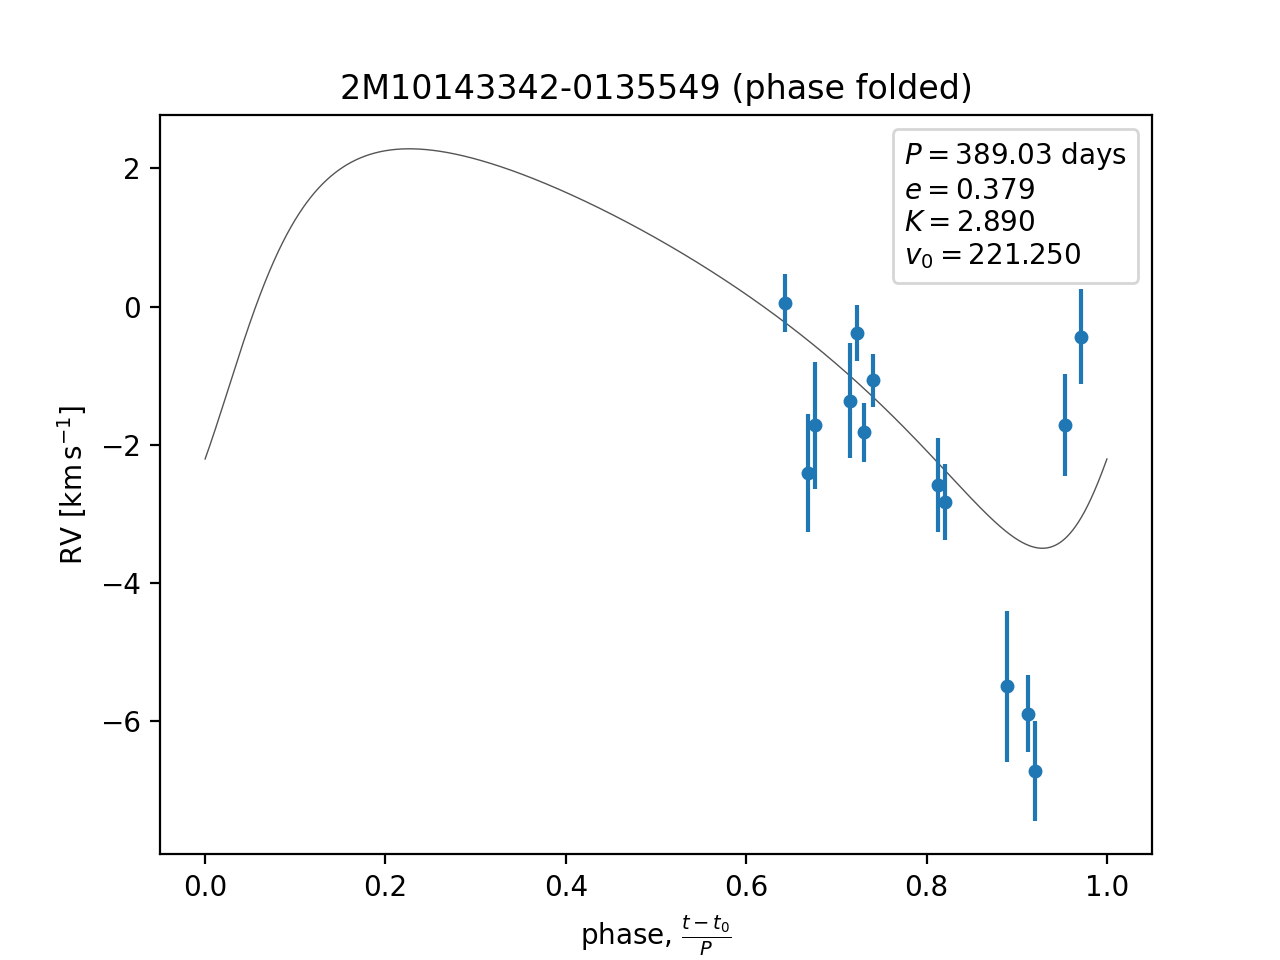 2M10143342-0135549 (phase folded)
P = 389.03 days
e = 0.379
K = 2.890
v₀ = 221.250
2
0
−2
−4
−6
RV [km s⁻¹]
0.0 0.2 0.4 0.6 0.8 1.0
phase, (t − t₀)/P